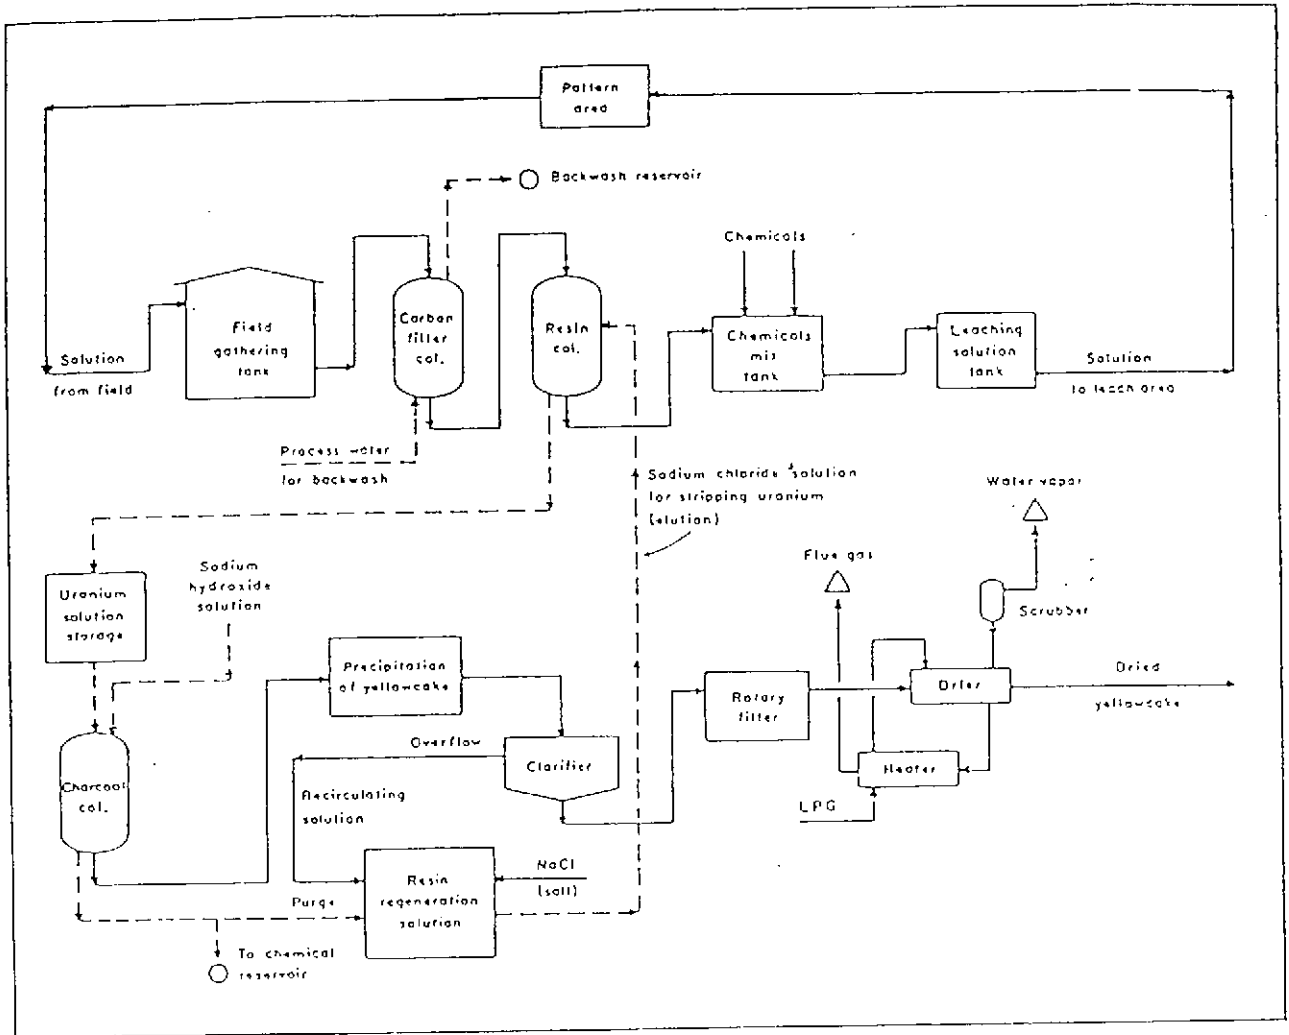 Pattern
area
Backwash reservoir
Chemicals
Field
gathering
tank
Carbon
filter
col.
Resin
col.
Chemicals
mix
tank
Leaching
solution
tank
Solution
from field
Solution
to leach area
Process water
for backwash
Sodium chloride solution
for stripping uranium
(elution)
Water vapor
Flue gas
Sodium
hydroxide
solution
Uranium
solution
storage
Scrubber
Precipitation
of yellowcake
Rotary
filter
Drier
Dried
yellowcake
Overflow
Clarifier
Heater
Charcoal
col.
Recirculating
solution
LPG
NaCl
(salt)
Resin
regeneration
solution
Purge
To chemical
reservoir